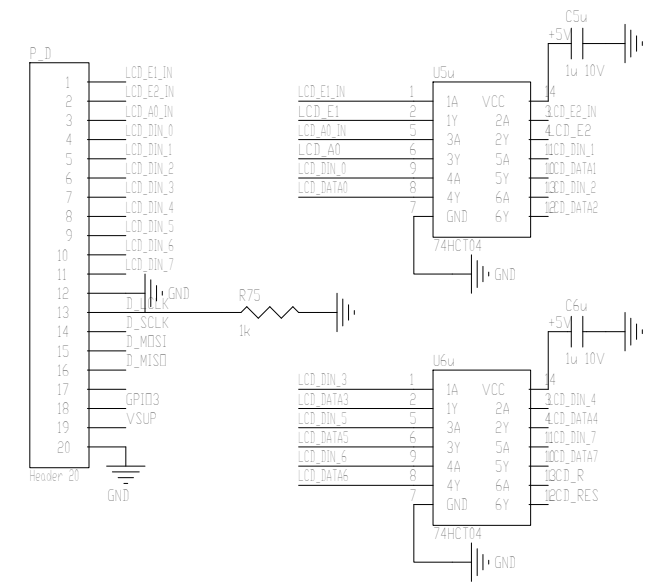 P_D
1 LCD_E1_IN
2 LCD_E2_IN
3 LCD_A0_IN
4 LCD_DIN_0
5 LCD_DIN_1
6 LCD_DIN_2
7 LCD_DIN_3
8 LCD_DIN_4
9 LCD_DIN_5
10 LCD_DIN_6
11 LCD_DIN_7
12 GND
13 D_LCLK
14 D_SCLK
15 D_MOSI
16 D_MISO
17
18 GPIO3
19 VSUP
20
Header 20
GND
R75
1k
C5u
+5V
1u 10V
U5u
LCD_E1_IN 1 1A VCC 14
LCD_E1 2 1Y 2A 3 LCD_E2_IN
LCD_A0_IN 5 3A 2Y 4 LCD_E2
LCD_A0 6 3Y 5A 11 LCD_DIN_1
LCD_DIN_0 9 4A 5Y 10 LCD_DATA1
LCD_DATA0 8 4Y 6A 13 LCD_DIN_2
7 GND 6Y 12 LCD_DATA2
74HCT04
GND
C6u
+5V
1u 10V
U6u
LCD_DIN_3 1 1A VCC 14
LCD_DATA3 2 1Y 2A 3 LCD_DIN_4
LCD_DIN_5 5 3A 2Y 4 LCD_DATA4
LCD_DATA5 6 3Y 5A 11 LCD_DIN_7
LCD_DIN_6 9 4A 5Y 10 LCD_DATA7
LCD_DATA6 8 4Y 6A 13 LCD_R
7 GND 6Y 12 LCD_RES
74HCT04
GND